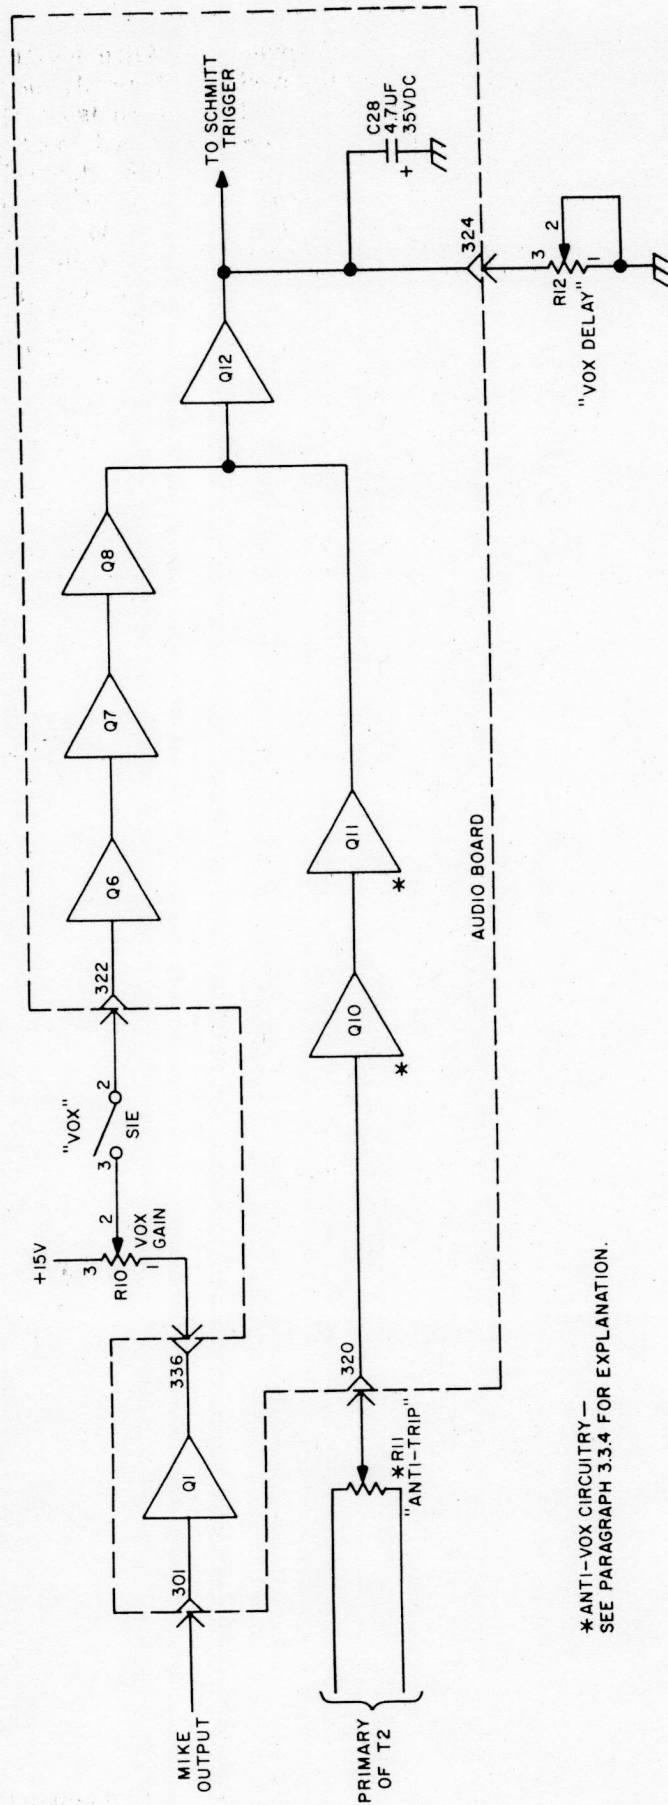 MIKE
OUTPUT
301
Q1
336
+15V
3
R10
1
2
VOX
GAIN
"VOX"
3
2
S1E
322
Q6
Q7
Q8
Q12
TO SCHMITT
TRIGGER
C28
4.7UF
35VDC
+
324
3
2
R12
1
"VOX DELAY"
PRIMARY
OF T2
*R11
"ANTI-TRIP"
320
Q10
*
Q11
*
AUDIO BOARD
*ANTI-VOX CIRCUITRY—
SEE PARAGRAPH 3.3.4 FOR EXPLANATION.